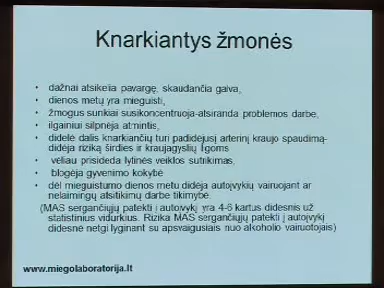 Knarkiantys žmonės
• dažnai atsikelia pavargę, skaudančia galva,
• dienos metu yra mieguisti,
• žmogus sunkiai susikoncentruoja-atsiranda problemos darbe,
• ilgainiui silpnėja atmintis,
• didelė dalis knarkiančių turi padidėjusį arterinį kraujo spaudimą-
didėja riziką širdies ir kraujagyslių ligoms
• vėliau prisideda lytinės veiklos sutrikimas,
• blogėja gyvenimo kokybė
• dėl mieguistumo dienos metu didėja autoįvykių vairuojant ar
nelaimingų atsitikimų darbe tikimybė.
(MAS sergančiųjų patekti į autoįvykį yra 4-6 kartus didesnis už
statistinius vidurkius. Rizika MAS sergančiųjų patekti į autoįvykį
didesnė netgi lyginant su apsvaigusiais nuo alkoholio vairuotojais)
www.miegolaboratorija.lt